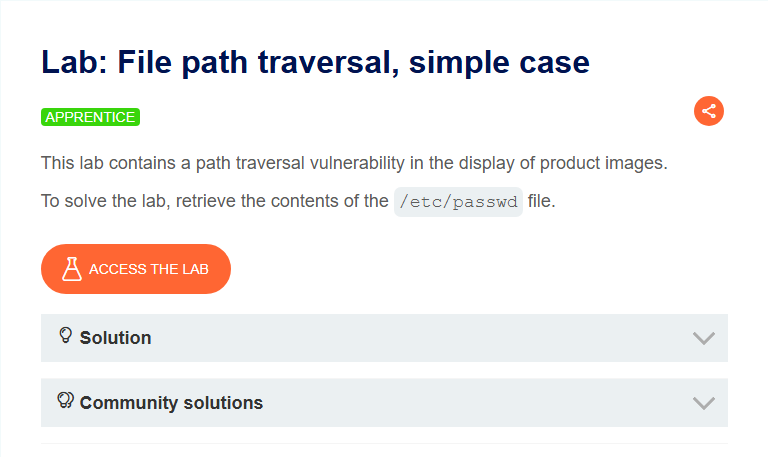 Lab: File path traversal, simple case
APPRENTICE
This lab contains a path traversal vulnerability in the display of product images.
To solve the lab, retrieve the contents of the /etc/passwd file.
ACCESS THE LAB
Solution
Community solutions